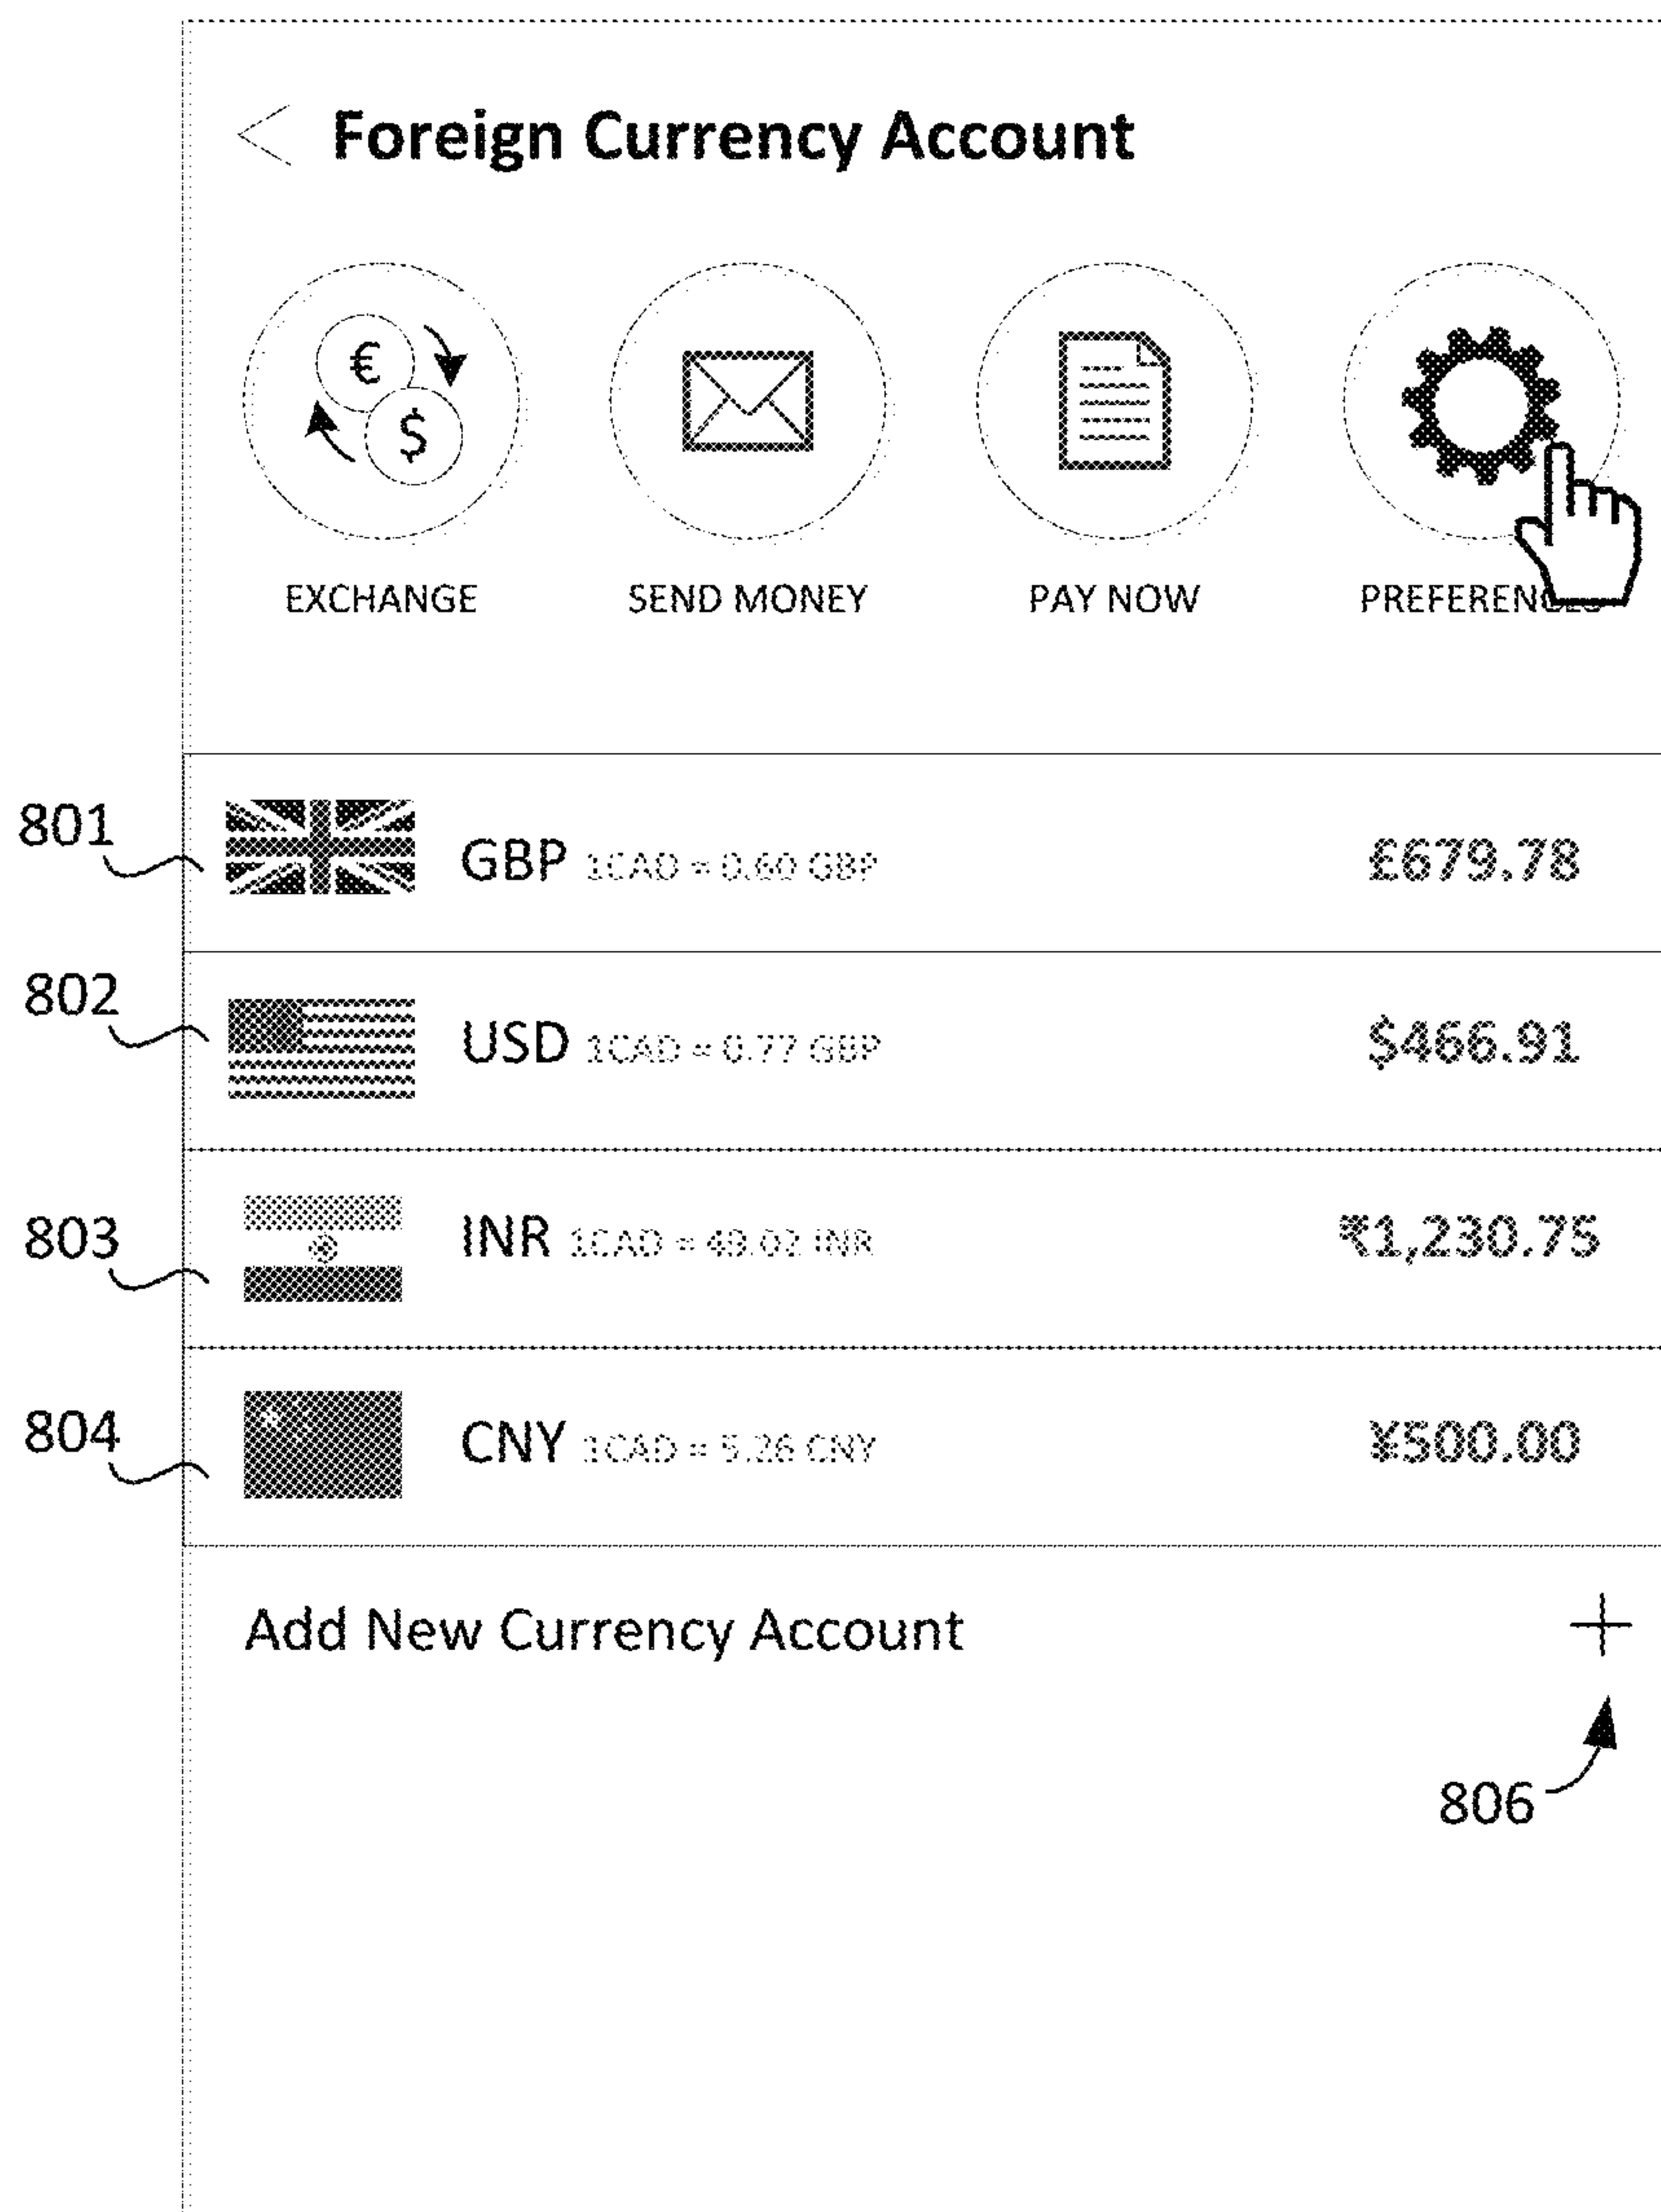 Foreign Currency Account
€
$
EXCHANGE SEND MONEY PAY NOW PREFERENCES
801 GBP 1CAD = 0.60 GBP £679.78
802 USD 1CAD = 0.77 GBP $466.91
803 INR 1CAD = 49.02 INR ₹1,230.75
804 CNY 1CAD = 5.26 CNY ¥500.00
Add New Currency Account +
806